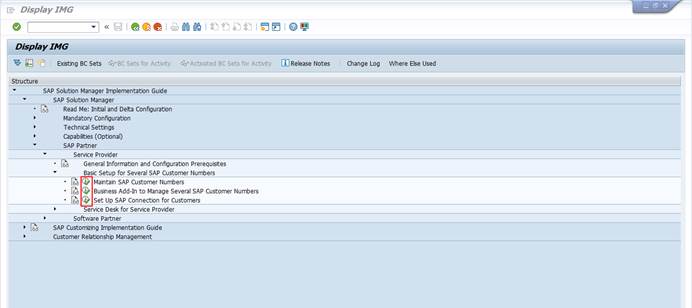 Display IMG
Display IMG
Existing BC Sets BC Sets for Activity Activated BC Sets for Activity Release Notes Change Log Where Else Used
Structure
SAP Solution Manager Implementation Guide
SAP Solution Manager
Read Me: Initial and Delta Configuration
Mandatory Configuration
Technical Settings
Capabilities (Optional)
SAP Partner
Service Provider
General Information and Configuration Prerequisites
Basic Setup for Several SAP Customer Numbers
Maintain SAP Customer Numbers
Business Add-In to Manage Several SAP Customer Numbers
Set Up SAP Connection for Customers
Service Desk for Service Provider
Software Partner
SAP Customizing Implementation Guide
Customer Relationship Management